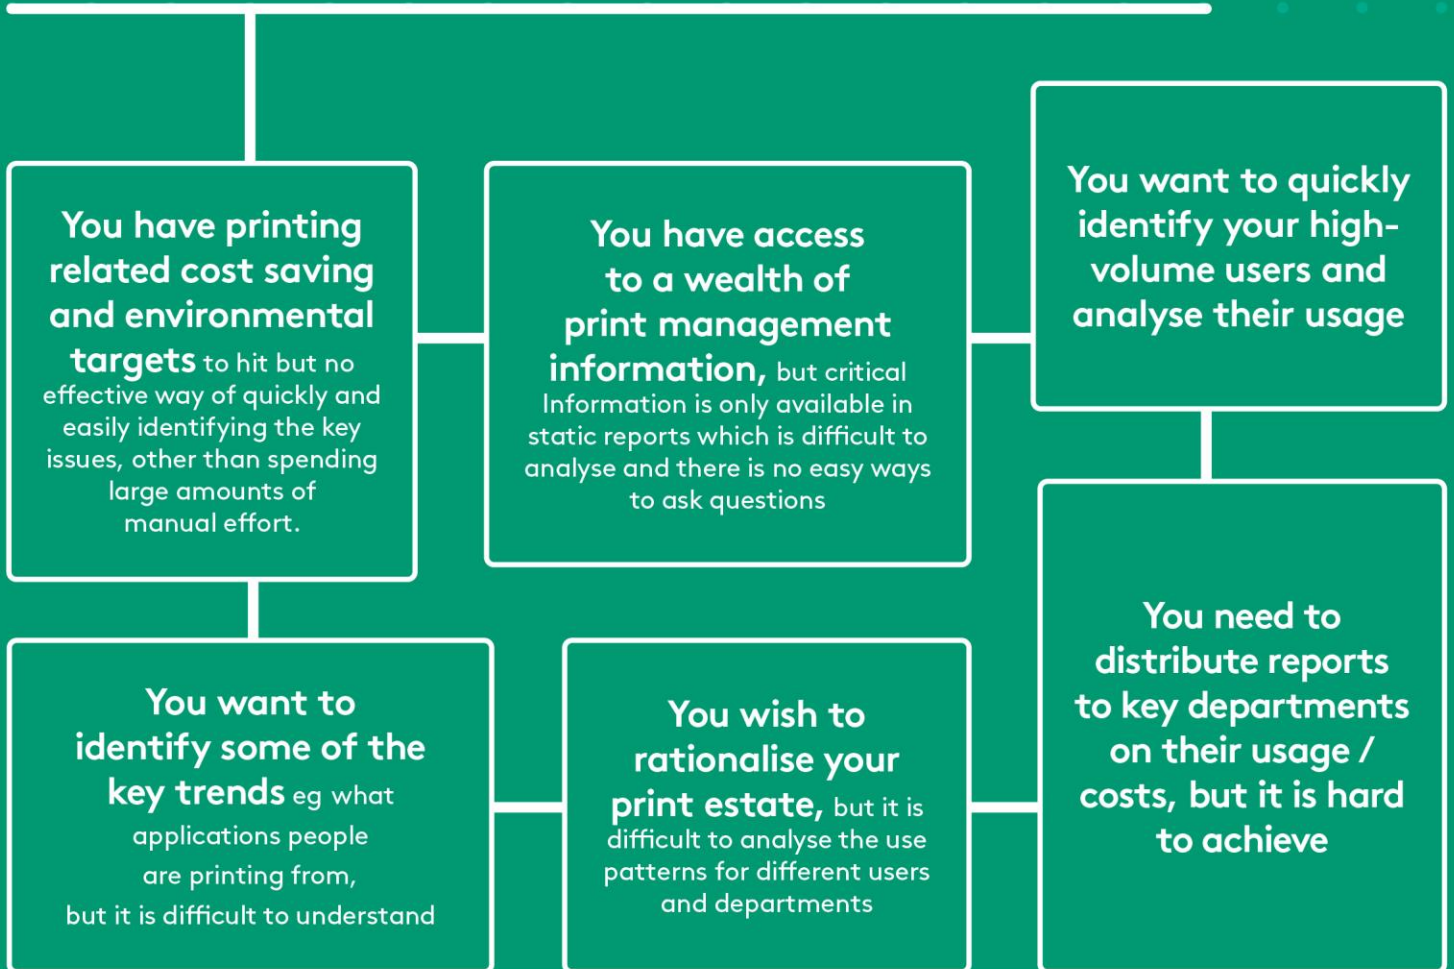 You have printing
related cost saving
and environmental
targets to hit but no
effective way of quickly and
easily identifying the key
issues, other than spending
large amounts of
manual effort.
You have access
to a wealth of
print management
information, but critical
Information is only available in
static reports which is difficult to
analyse and there is no easy ways
to ask questions
You want to quickly
identify your high-
volume users and
analyse their usage
You want to
identify some of the
key trends eg what
applications people
are printing from,
but it is difficult to understand
You wish to
rationalise your
print estate, but it is
difficult to analyse the use
patterns for different users
and departments
You need to
distribute reports
to key departments
on their usage /
costs, but it is hard
to achieve